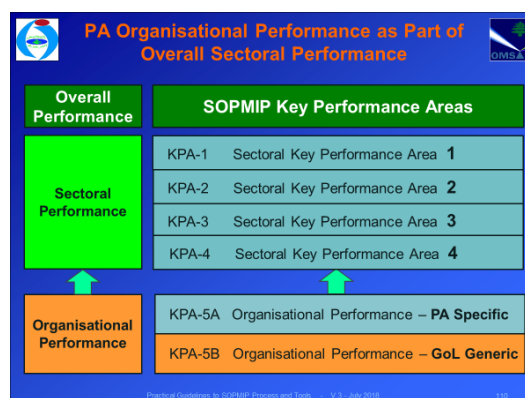 PA Organisational Performance as Part of
Overall Sectoral Performance
OMSAR
Overall
Performance
SOPMIP Key Performance Areas
Sectoral
Performance
KPA-1 Sectoral Key Performance Area 1
KPA-2 Sectoral Key Performance Area 2
KPA-3 Sectoral Key Performance Area 3
KPA-4 Sectoral Key Performance Area 4
Organisational
Performance
KPA-5A Organisational Performance – PA Specific
KPA-5B Organisational Performance – GoL Generic
Practical Guidelines to SOPMIP Process and Tools - V.3 - July 2018
110